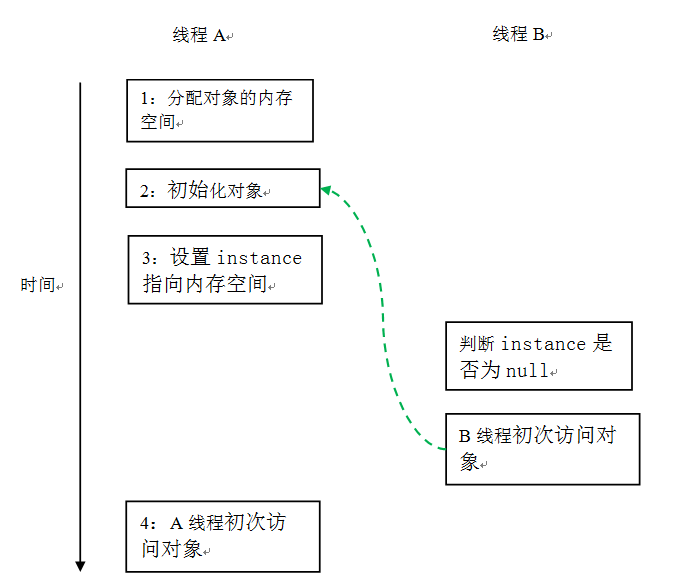 线程 A
线程 B
1：分配对象的内存
空间
2：初始化对象
3：设置 instance
指向内存空间
时间
判断 instance 是
否为 null
B 线程初次访问对
象
4：A 线程初次访
问对象